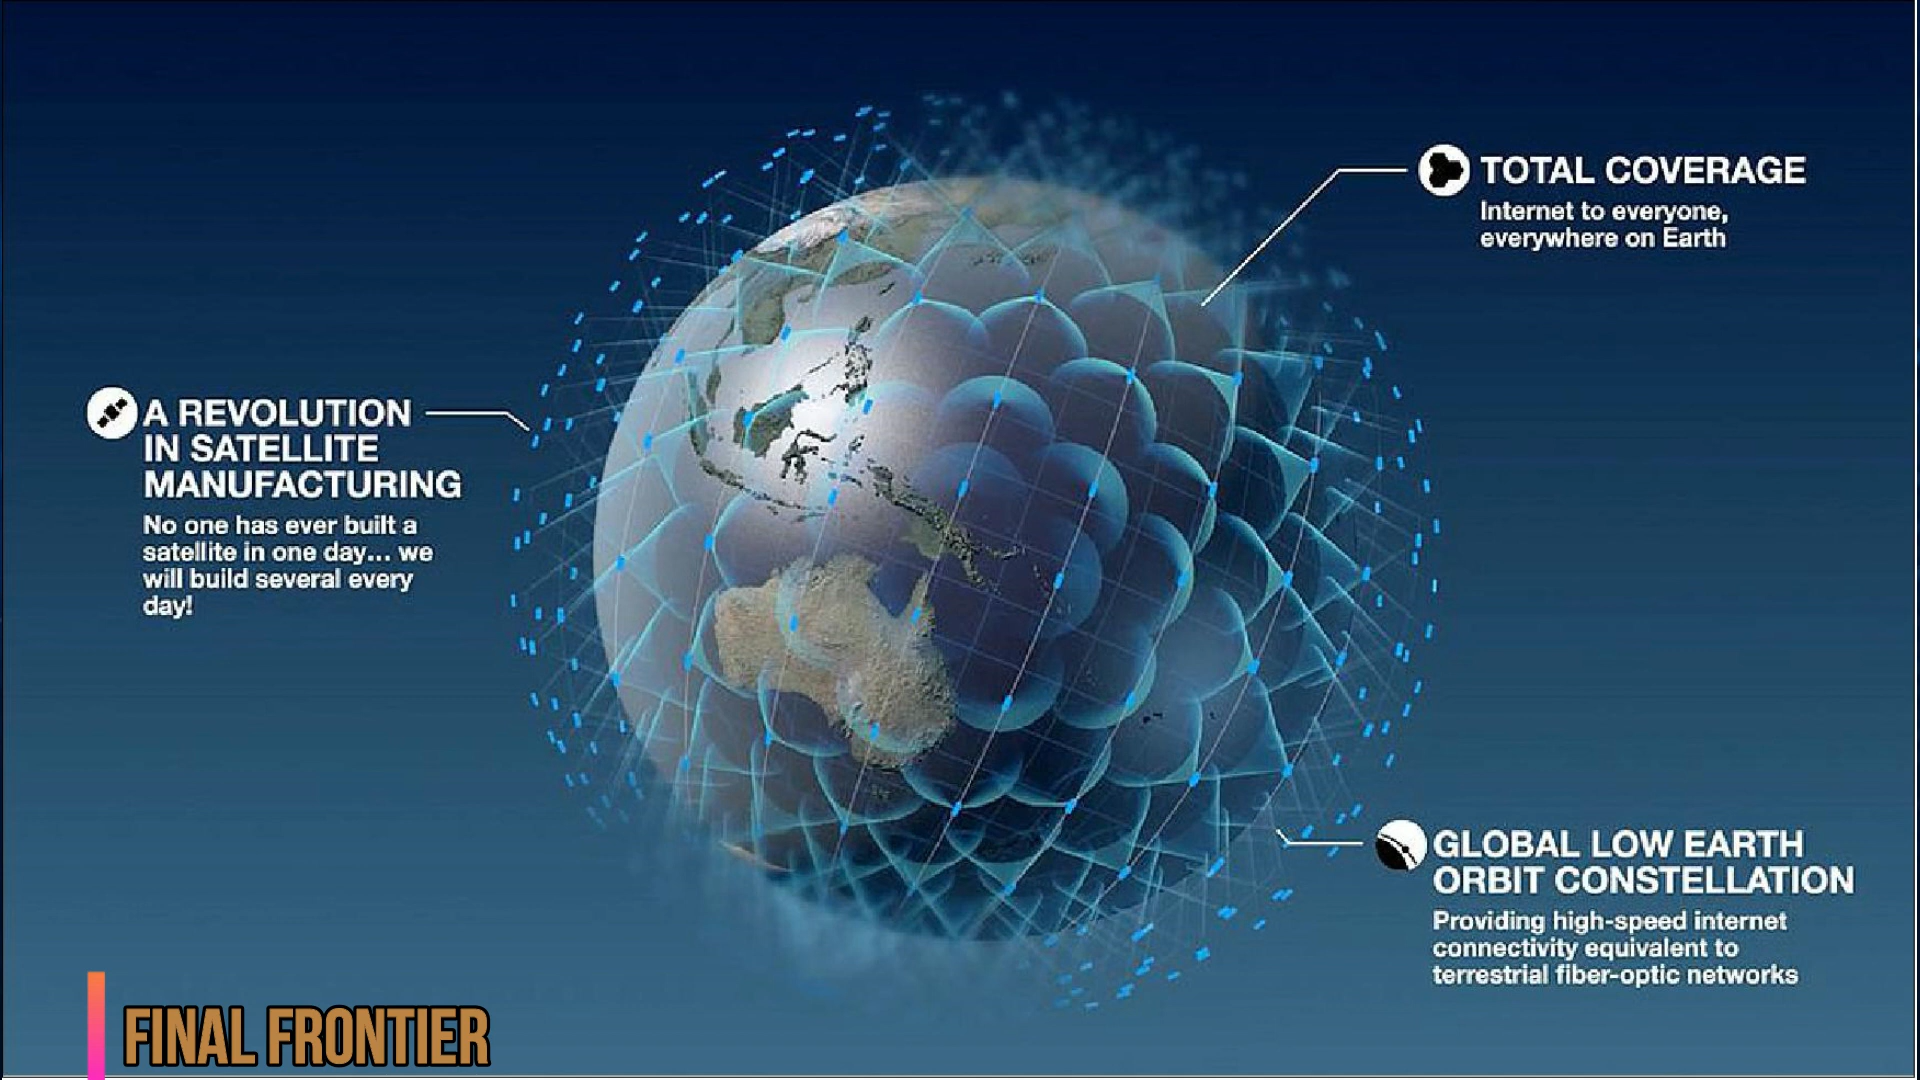 TOTAL COVERAGE
Internet to everyone,
everywhere on Earth
A REVOLUTION
IN SATELLITE
MANUFACTURING
No one has ever built a
satellite in one day... we
will build several every
day!
GLOBAL LOW EARTH
ORBIT CONSTELLATION
Providing high-speed internet
connectivity equivalent to
terrestrial fiber-optic networks
FINAL FRONTIER